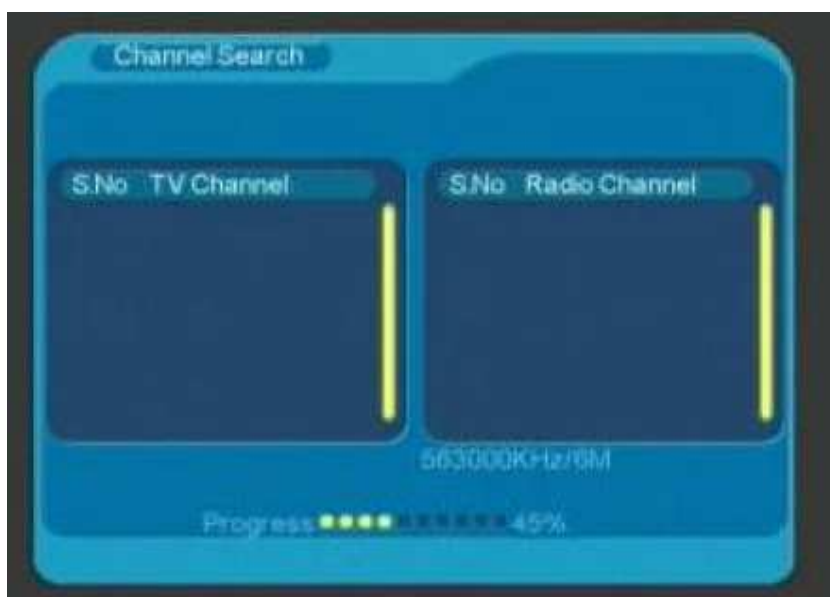 Channel Search
S.No TV Channel
S.No Radio Channel
563000KHz/6M
Progress 45%